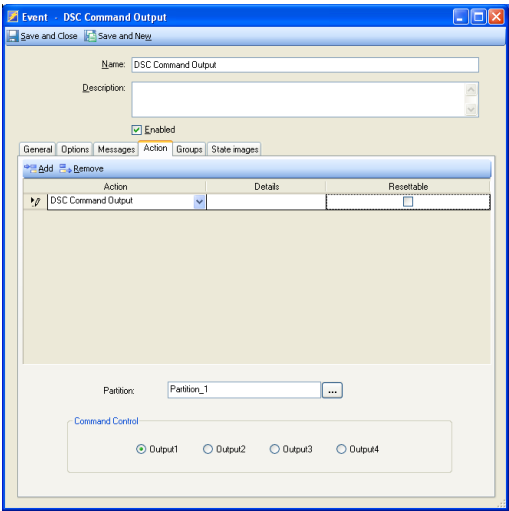 Event - DSC Command Output
Save and Close Save and New
Name: DSC Command Output
Description:
Enabled
General Options Messages Action Groups State images
Add Remove
Action Details Resettable
DSC Command Output
Partition: Partition_1 ...
Command Control
Output1 Output2 Output3 Output4